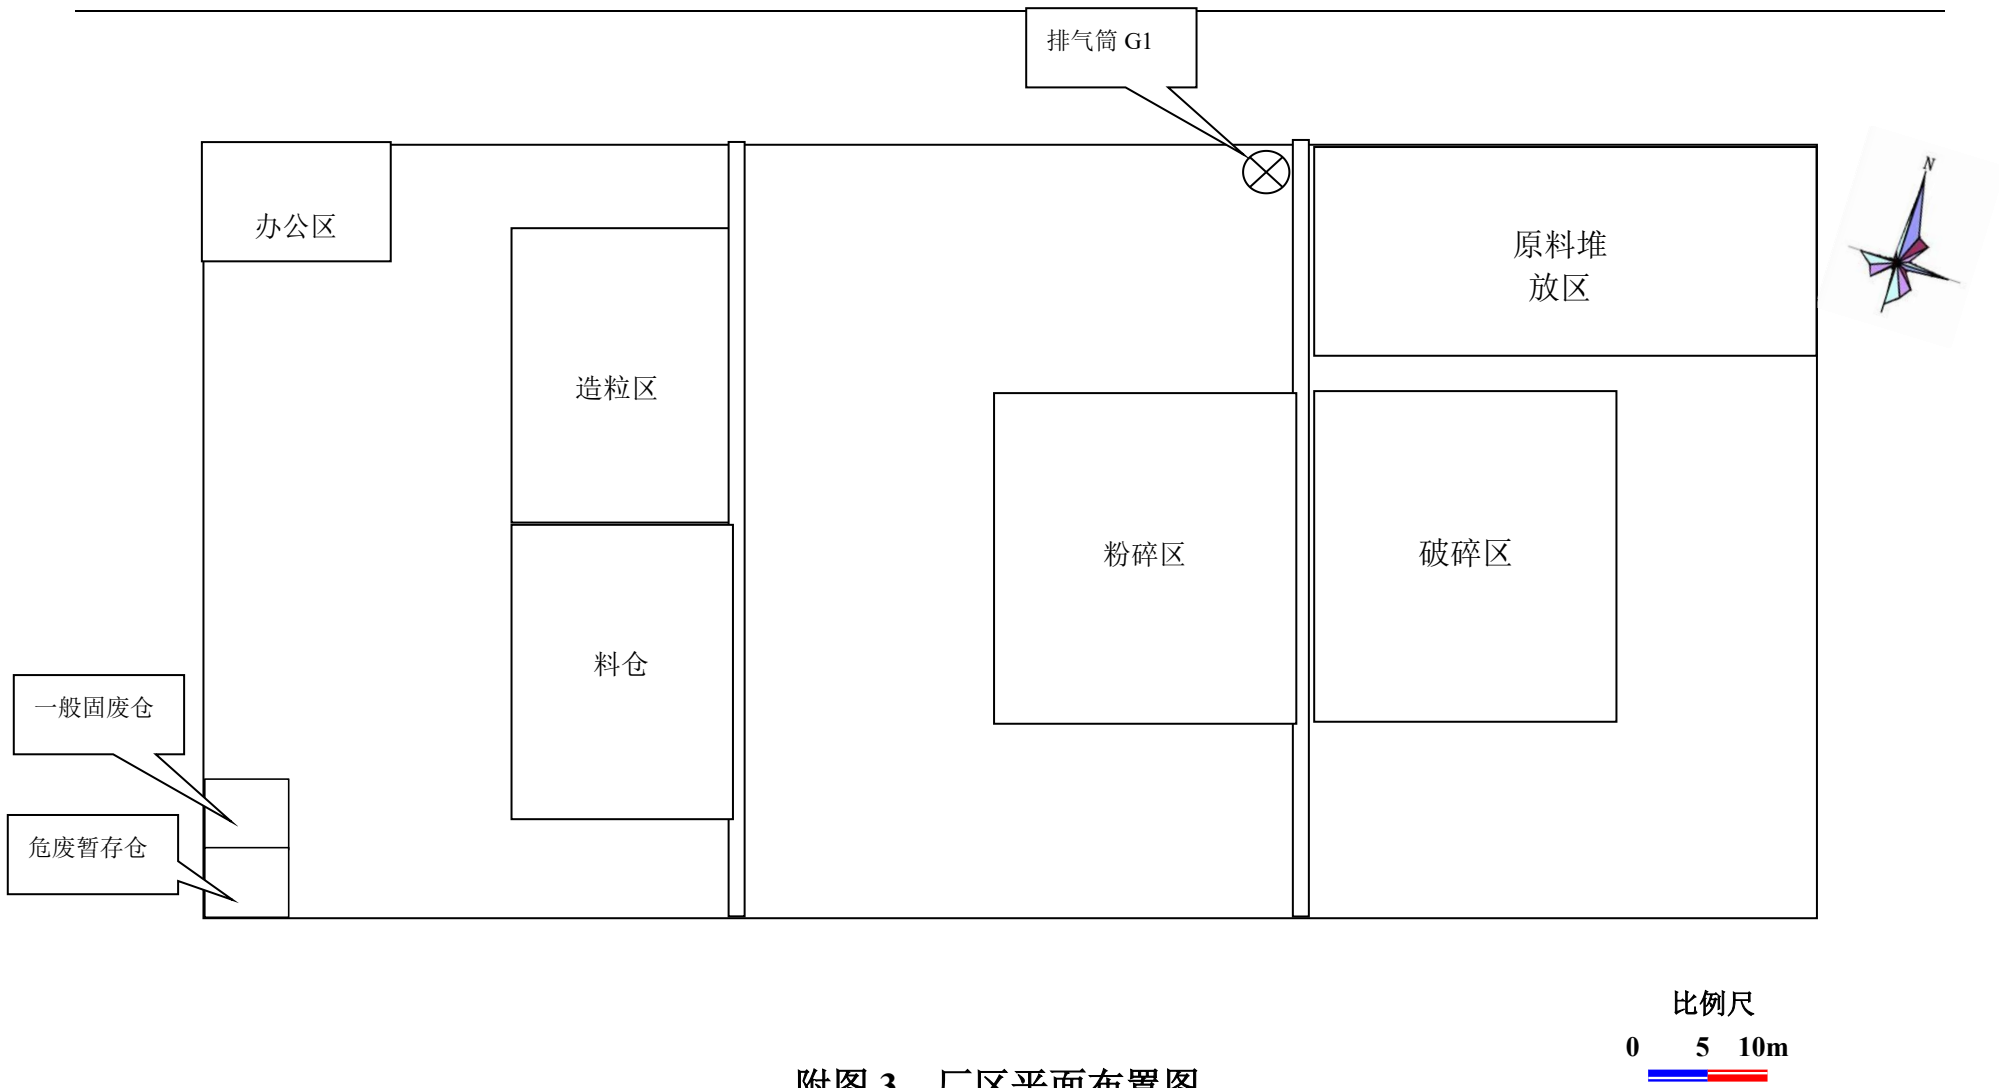 排气筒 G1
N
办公区
原料堆
放区
造粒区
粉碎区
破碎区
料仓
一般固废仓
危废暂存仓
比例尺
0 5 10m
附图 3 厂区平面布置图